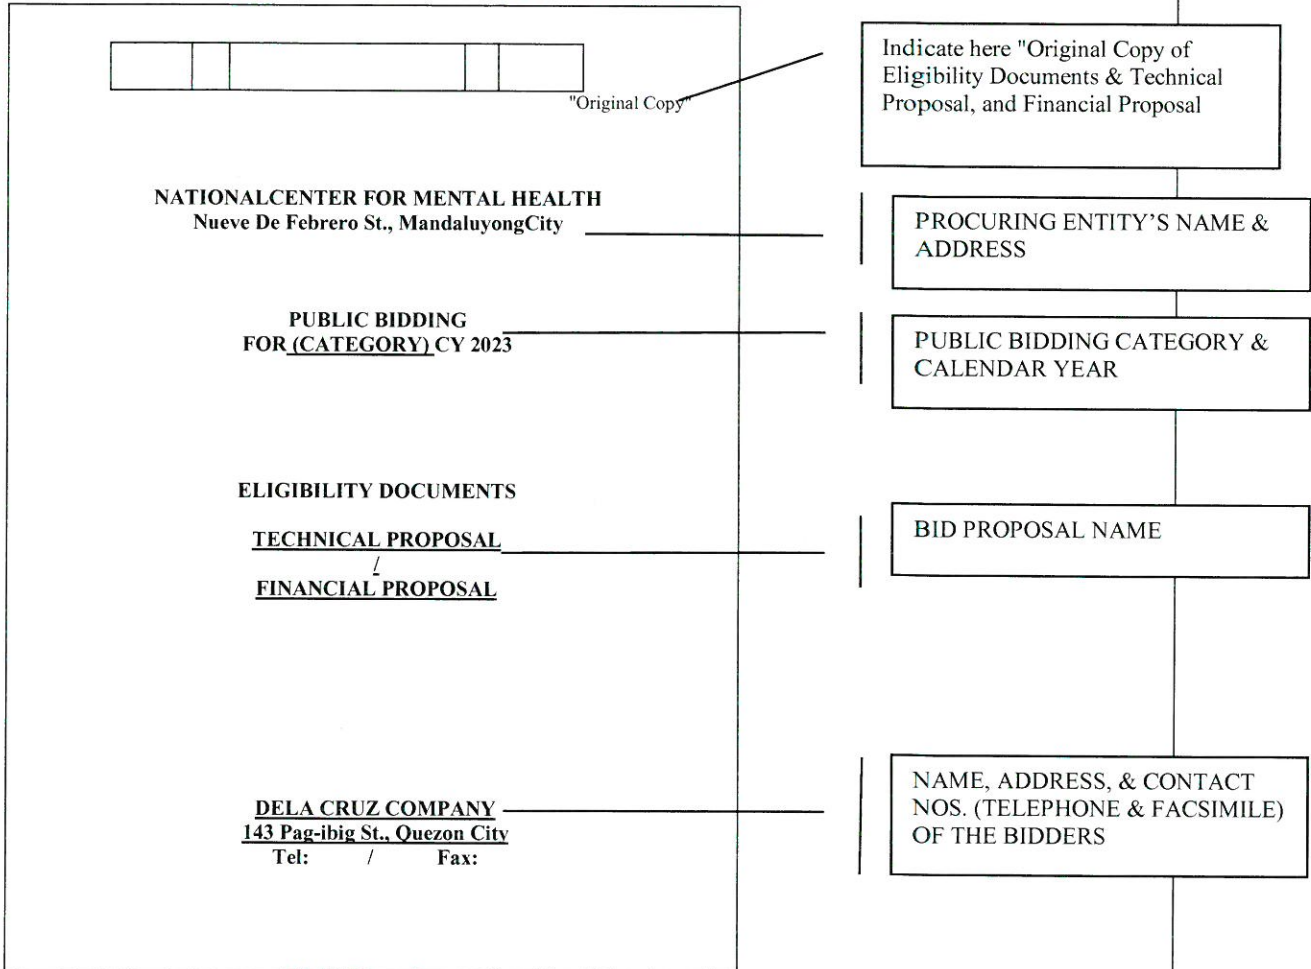 "Original Copy"
Indicate here "Original Copy of
Eligibility Documents & Technical
Proposal, and Financial Proposal
NATIONALCENTER FOR MENTAL HEALTH
Nueve De Febrero St., MandaluyongCity
PROCURING ENTITY'S NAME &
ADDRESS
PUBLIC BIDDING
FOR (CATEGORY) CY 2023
PUBLIC BIDDING CATEGORY &
CALENDAR YEAR
ELIGIBILITY DOCUMENTS
TECHNICAL PROPOSAL
/
FINANCIAL PROPOSAL
BID PROPOSAL NAME
DELA CRUZ COMPANY
143 Pag-ibig St., Quezon City
Tel: / Fax:
NAME, ADDRESS, & CONTACT
NOS. (TELEPHONE & FACSIMILE)
OF THE BIDDERS